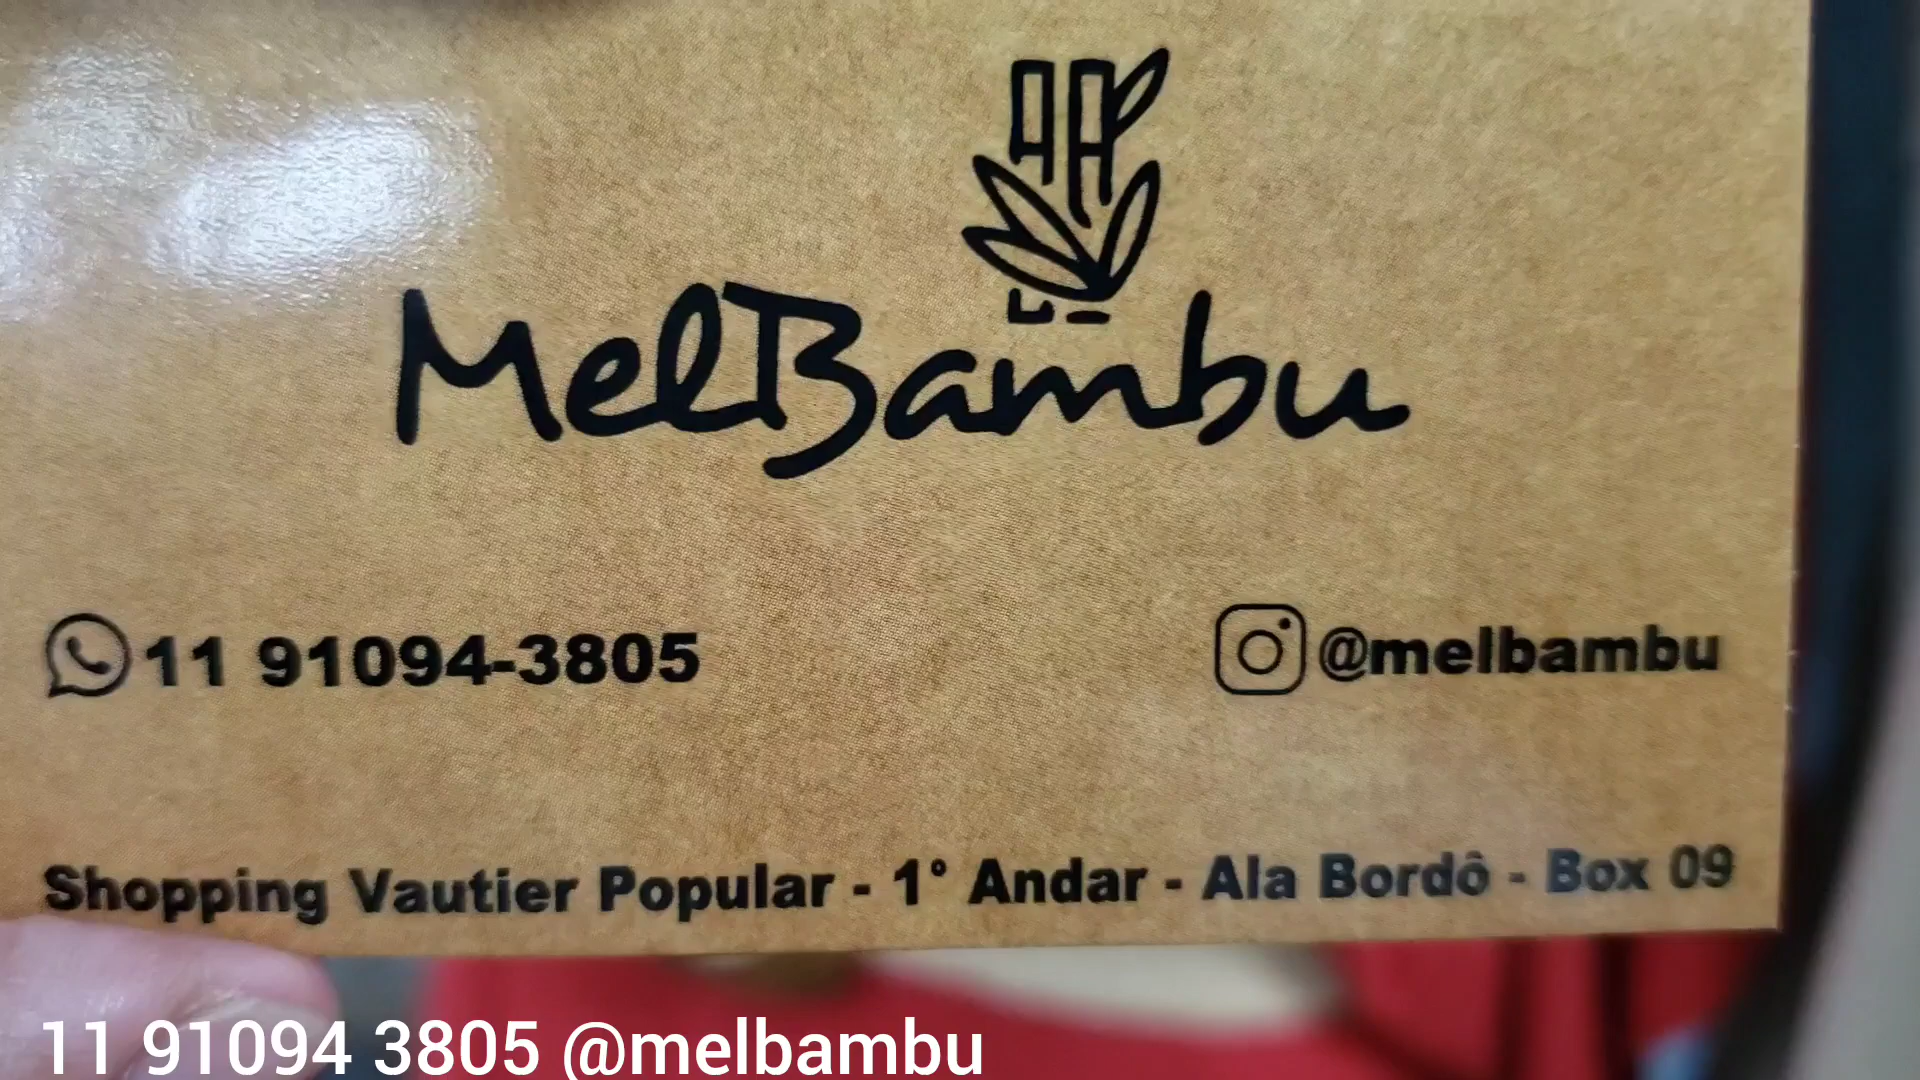 MelBambu
11 91094-3805
@melbambu
Shopping Vautier Popular - 1° Andar - Ala Bordô - Box 09
11 91094 3805 @melbambu